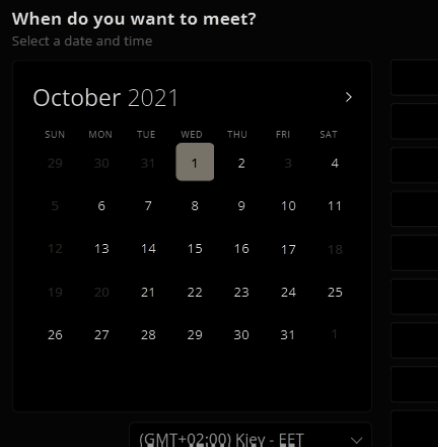 When do you want to meet?
Select a date and time
October 2021
SUN MON TUE WED THU FRI SAT
29 30 31 1 2 3 4
5 6 7 8 9 10 11
12 13 14 15 16 17 18
19 20 21 22 23 24 25
26 27 28 29 30 31 1
(GMT+02:00) Kiev - EET